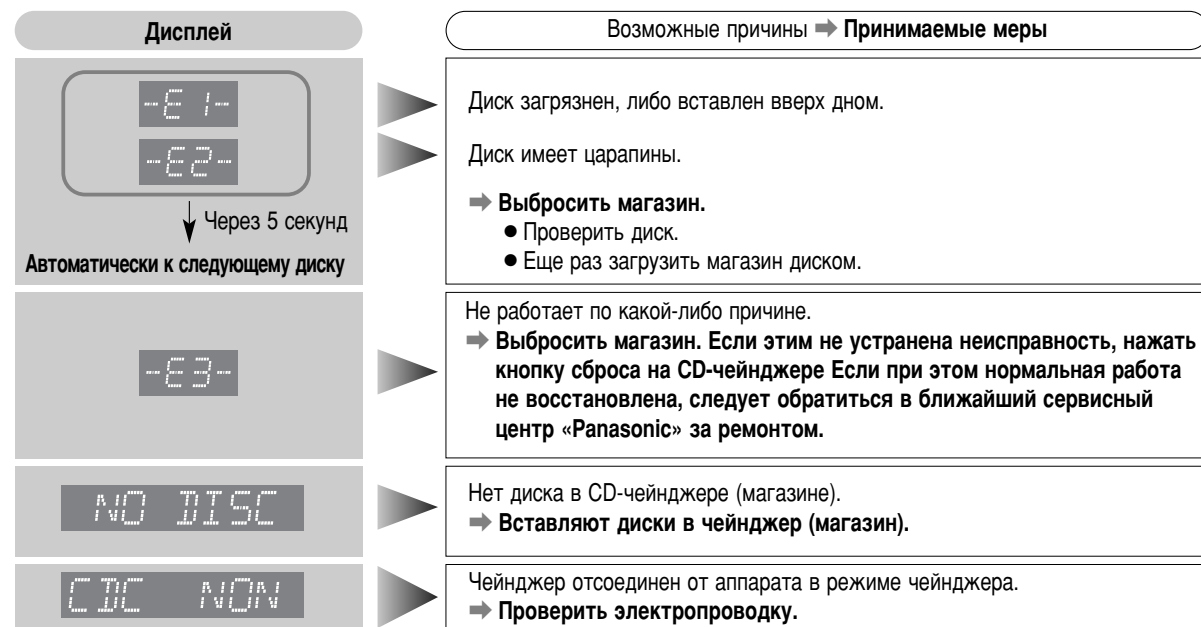 Дисплей
Возможные причины ➡ Принимаемые меры
-E1-
-E2-
Через 5 секунд
Автоматически к следующему диску
Диск загрязнен, либо вставлен вверх дном.
Диск имеет царапины.
➡ Выбросить магазин.
● Проверить диск.
● Еще раз загрузить магазин диском.
-E3-
Не работает по какой-либо причине.
➡ Выбросить магазин. Если этим не устранена неисправность, нажать
кнопку сброса на CD-чейнджере Если при этом нормальная работа
не восстановлена, следует обратиться в ближайший сервисный
центр «Panasonic» за ремонтом.
NO DISC
Нет диска в CD-чейнджере (магазине).
➡ Вставляют диски в чейнджер (магазин).
CDC NON
Чейнджер отсоединен от аппарата в режиме чейнджера.
➡ Проверить электропроводку.